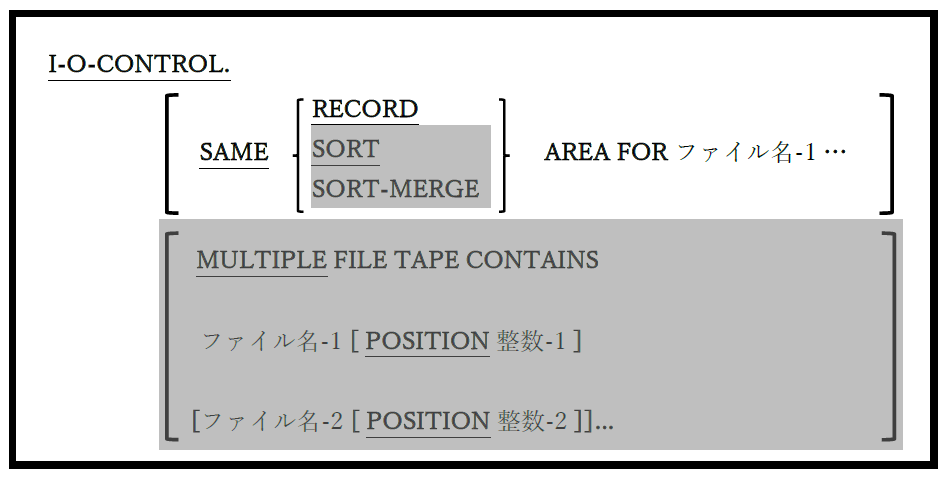 I-O-CONTROL.
RECORD
SAME SORT AREA FOR ファイル名-1 …
SORT-MERGE
MULTIPLE FILE TAPE CONTAINS
ファイル名-1 [ POSITION 整数-1 ]
[ファイル名-2 [ POSITION 整数-2 ]]...